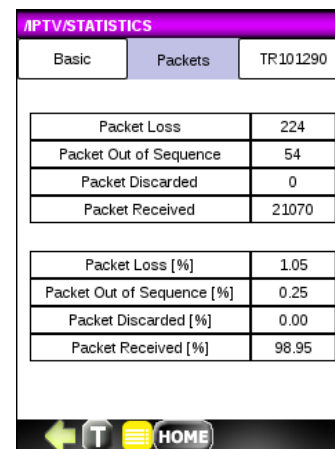 /IPTV/STATISTICS
Basic Packets TR101290
Packet Loss 224
Packet Out of Sequence 54
Packet Discarded 0
Packet Received 21070
Packet Loss [%] 1.05
Packet Out of Sequence [%] 0.25
Packet Discarded [%] 0.00
Packet Received [%] 98.95
T HOME